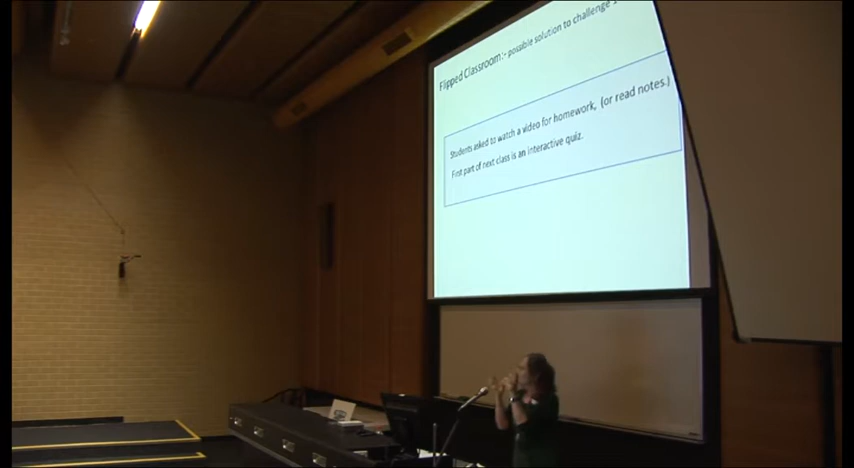 Flipped Classroom:- possible solution to challenge
Students asked to watch a video for homework, (or read notes.)
First part of next class is an interactive quiz.